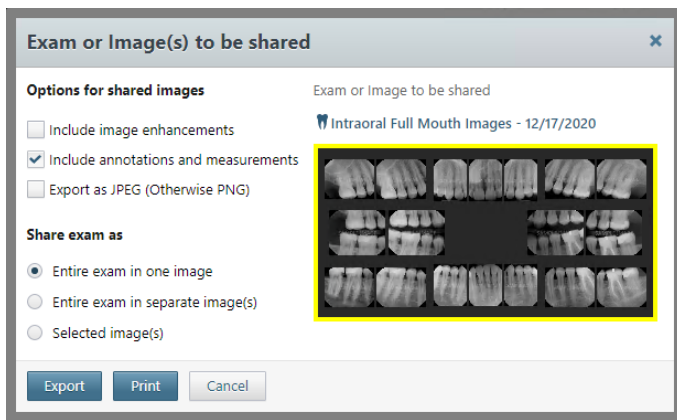 Exam or Image(s) to be shared
Options for shared images
Include image enhancements
Include annotations and measurements
Export as JPEG (Otherwise PNG)
Share exam as
Entire exam in one image
Entire exam in separate image(s)
Selected image(s)
Exam or Image to be shared
Intraoral Full Mouth Images - 12/17/2020
Export
Print
Cancel